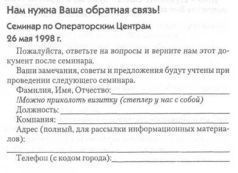 Нам нужна Ваша обратная связь!
Семинар по Операторским Центрам
26 мая 1998 г.
Пожалуйста, ответьте на вопросы и верните нам этот до-
кумент после семинара.
Ваши замечания, советы и предложения будут учтены при
проведении следующего семинара.
Фамилия, Имя, Отчество:
!Можно приколоть визитку (степлер у нас с собой)
Должность:
Компания:
Адрес (полный, для рассылки информационных материа-
лов):
Телефон (с кодом города):